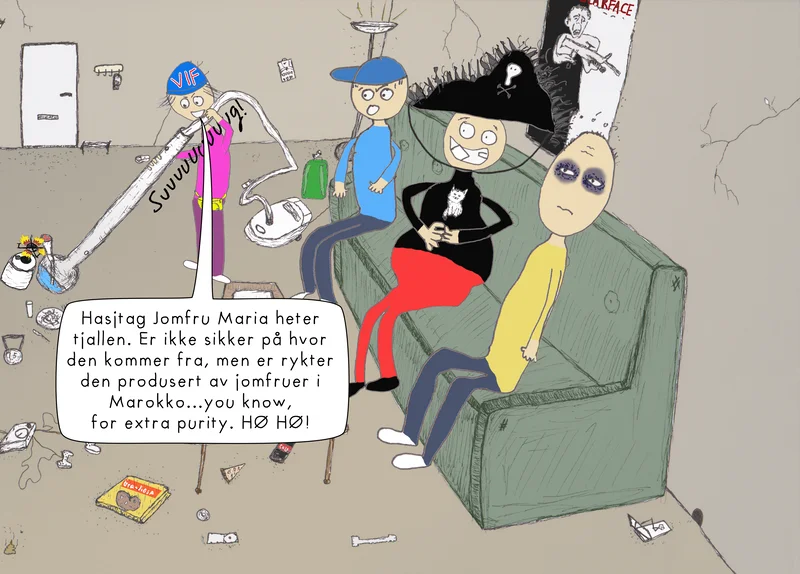 SCARFACE
VIF
Suuuuuuuuug!
Hasjtag Jomfru Maria heter
tjallen. Er ikke sikker på hvor
den kommer fra, men er rykter
den produsert av jomfruer i
Marokko...you know,
for extra purity. HØ HØ!